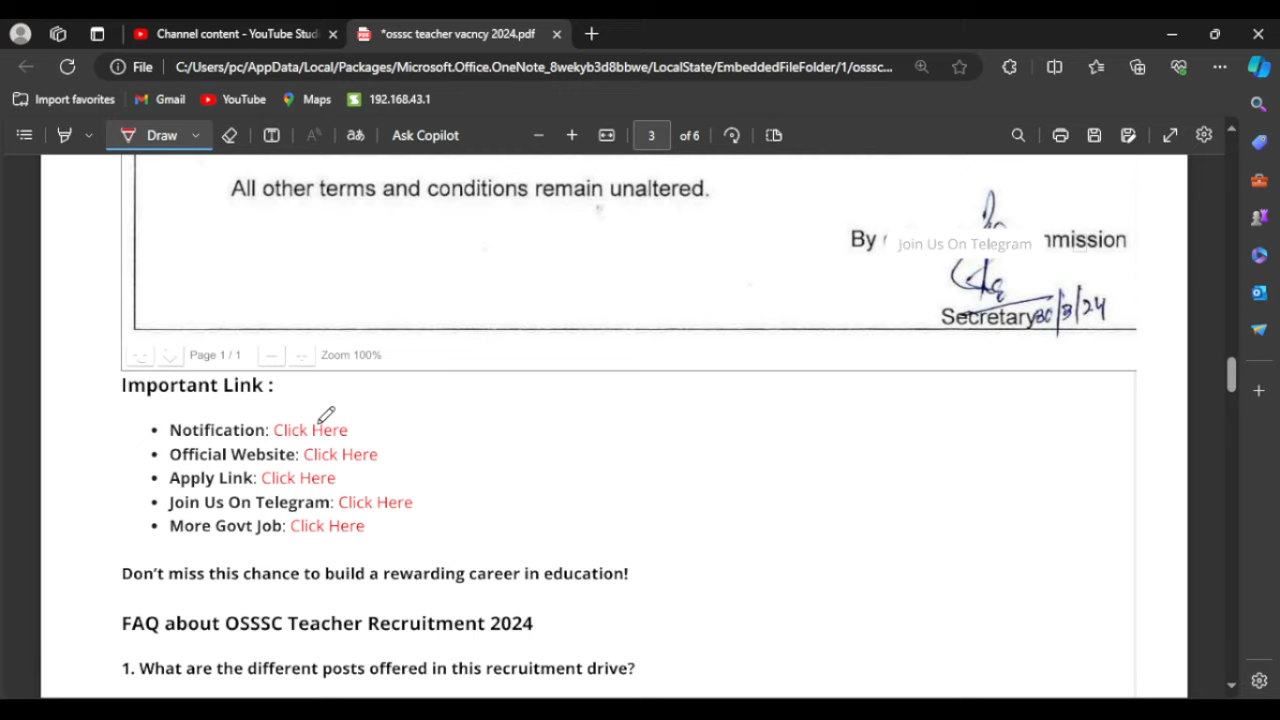 Channel content - YouTube Stud
*osssc teacher vacncy 2024.pdf
File
C:/Users/pc/AppData/Local/Packages/Microsoft.Office.OneNote_8wekyb3d8bbwe/LocalState/EmbeddedFileFolder/1/osssc...
Import favorites
Gmail
YouTube
Maps
192.168.43.1
Draw
Ask Copilot
3 of 6
All other terms and conditions remain unaltered.
By
Join Us On Telegram
mission
Secretary 30/3/24
Page 1 / 1
Zoom 100%
Important Link :
• Notification: Click Here
• Official Website: Click Here
• Apply Link: Click Here
• Join Us On Telegram: Click Here
• More Govt Job: Click Here
Don't miss this chance to build a rewarding career in education!
FAQ about OSSSC Teacher Recruitment 2024
1. What are the different posts offered in this recruitment drive?